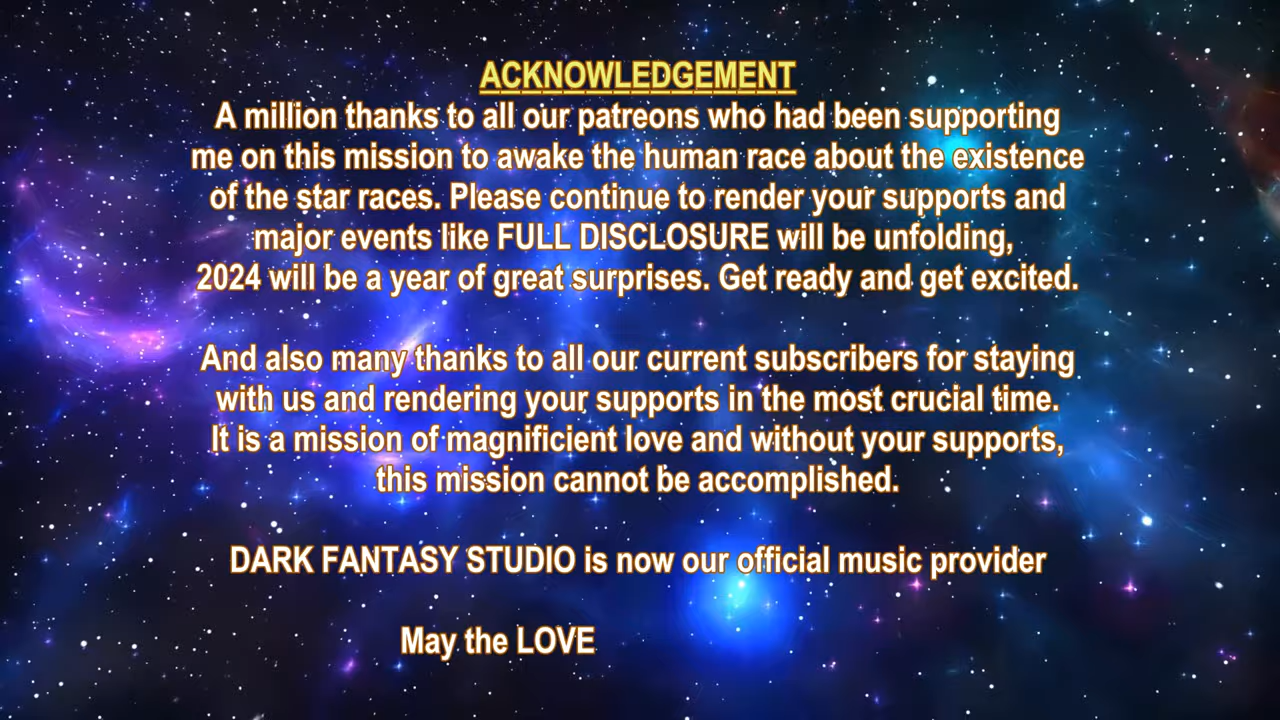 ACKNOWLEDGEMENT
A million thanks to all our patreons who had been supporting
me on this mission to awake the human race about the existence
of the star races. Please continue to render your supports and
major events like FULL DISCLOSURE will be unfolding,
2024 will be a year of great surprises. Get ready and get excited.
And also many thanks to all our current subscribers for staying
with us and rendering your supports in the most crucial time.
It is a mission of magnificient love and without your supports,
this mission cannot be accomplished.
DARK FANTASY STUDIO is now our official music provider
May the LOVE